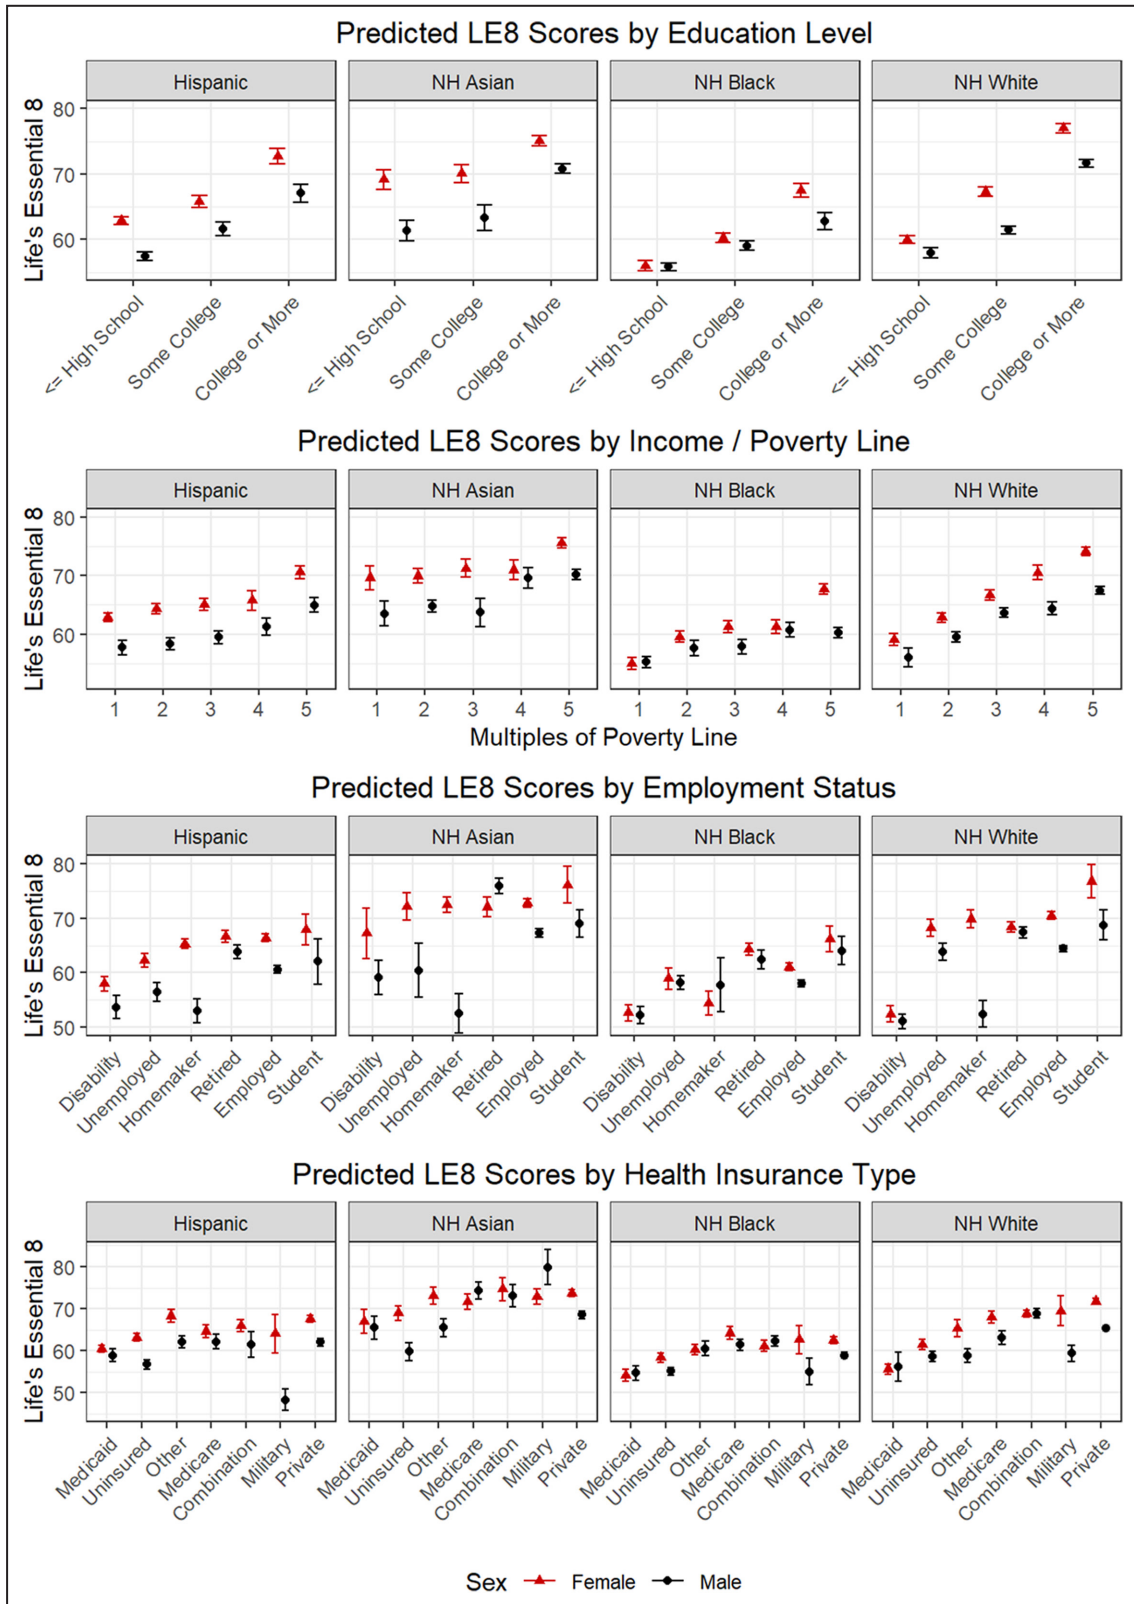 Predicted LE8 Scores by Education Level
Hispanic NH Asian NH Black NH White
Life's Essential 8
80
70
60
<= High School Some College College or More <= High School Some College College or More <= High School Some College College or More <= High School Some College College or More
Predicted LE8 Scores by Income / Poverty Line
Hispanic NH Asian NH Black NH White
Life's Essential 8
80
70
60
1 2 3 4 5 1 2 3 4 5 1 2 3 4 5 1 2 3 4 5
Multiples of Poverty Line
Predicted LE8 Scores by Employment Status
Hispanic NH Asian NH Black NH White
Life's Essential 8
80
70
60
50
Disability Unemployed Homemaker Retired Employed Student Disability Unemployed Homemaker Retired Employed Student Disability Unemployed Homemaker Retired Employed Student Disability Unemployed Homemaker Retired Employed Student
Predicted LE8 Scores by Health Insurance Type
Hispanic NH Asian NH Black NH White
Life's Essential 8
80
70
60
50
Medicaid Uninsured Other Medicare Combination Military Private Medicaid Uninsured Other Medicare Combination Military Private Medicaid Uninsured Other Medicare Combination Military Private Medicaid Uninsured Other Medicare Combination Military Private
Sex Female Male